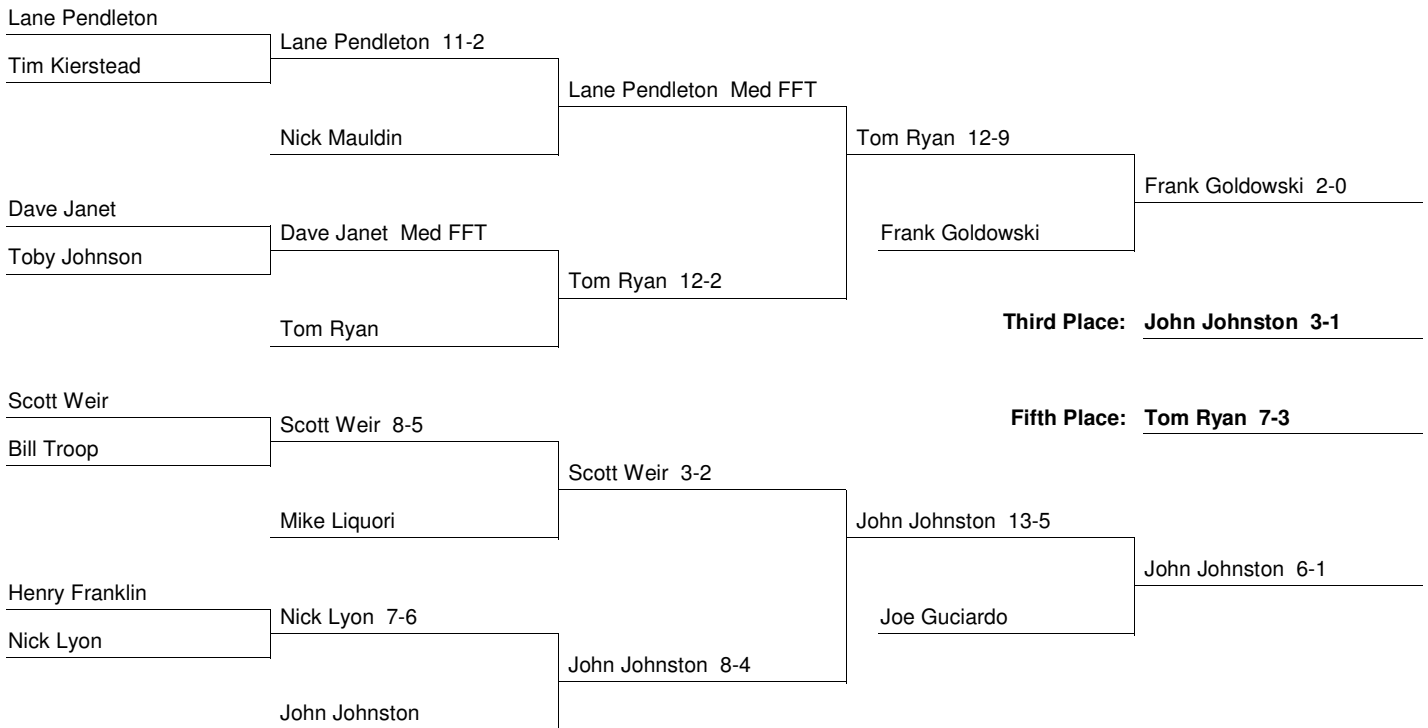 Lane Pendleton
Lane Pendleton 11-2
Tim Kierstead
Lane Pendleton Med FFT
Nick Mauldin
Tom Ryan 12-9
Frank Goldowski 2-0
Dave Janet
Dave Janet Med FFT
Frank Goldowski
Toby Johnson
Tom Ryan 12-2
Third Place: John Johnston 3-1
Tom Ryan
Scott Weir
Fifth Place: Tom Ryan 7-3
Scott Weir 8-5
Bill Troop
Scott Weir 3-2
Mike Liquori
John Johnston 13-5
John Johnston 6-1
Henry Franklin
Nick Lyon 7-6
Joe Guciardo
Nick Lyon
John Johnston 8-4
John Johnston